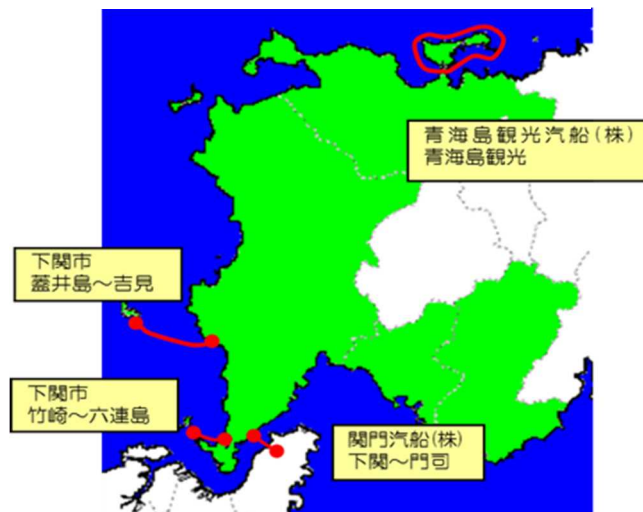 青海島観光汽船(株)
青海島観光
下関市
蓋井島～吉見
下関市
竹崎～六連島
関門汽船(株)
下関～門司